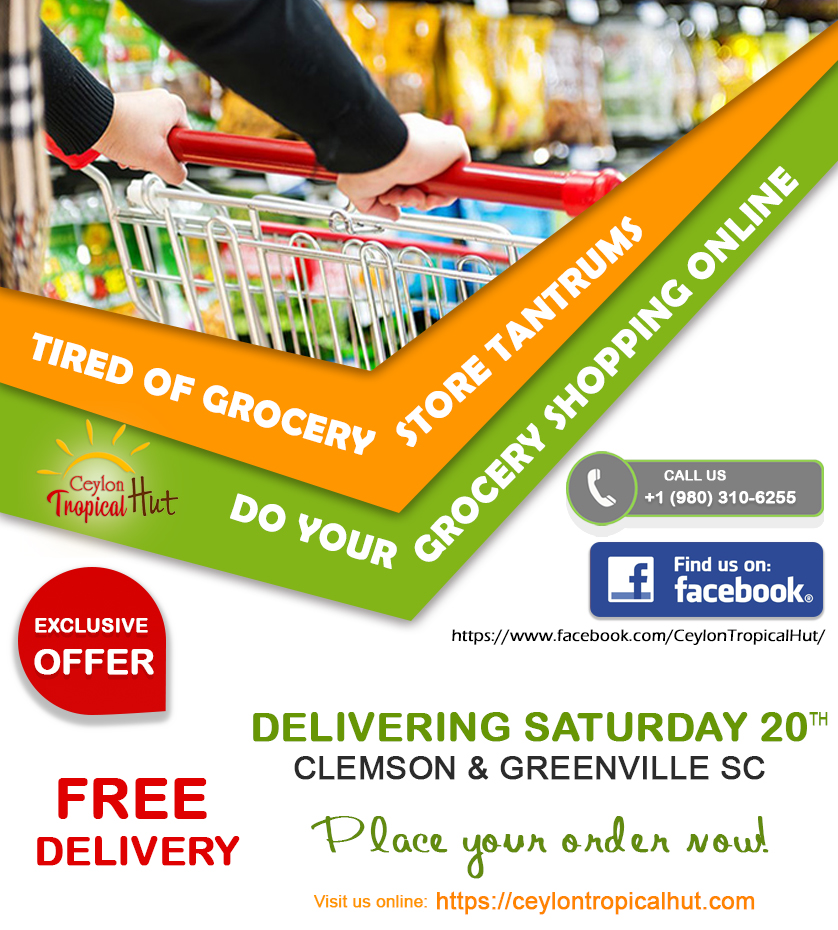 TIRED OF GROCERY STORE TANTRUMS
DO YOUR GROCERY SHOPPING ONLINE
Ceylon
Tropical Hut
CALL US
+1 (980) 310-6255
Find us on:
facebook®
https://www.facebook.com/CeylonTropicalHut/
EXCLUSIVE
OFFER
DELIVERING SATURDAY 20TH
CLEMSON & GREENVILLE SC
FREE
DELIVERY
Place your order now!
Visit us online: https://ceylontropicalhut.com